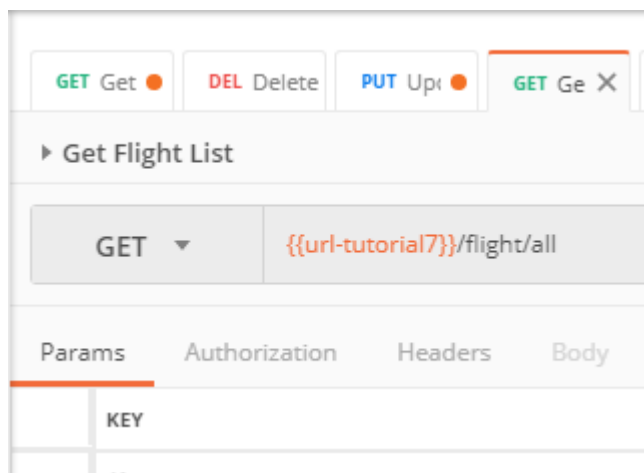 GET Get DEL Delete PUT Upd GET Ge
Get Flight List
GET {{url-tutorial7}}/flight/all
Params Authorization Headers Body
KEY